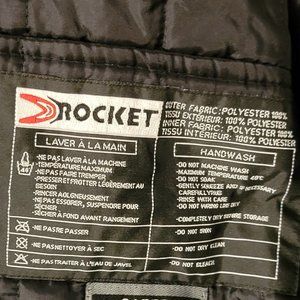 ROCKET
OUTER FABRIC: POLYESTER 100%
TISSU EXTÉRIEUR: 100% POLYESTER
INNER FABRIC: POLYESTER 100%
TISSU INTÉRIEUR: 100% POLYESTER
LAVER À LA MAIN
40
-NE PAS LAVER À LA MACHINE
-TEMPÉRATURE MAXIMUM
-NE PAS FAIRE TREMPER
-PRESSER ET FROTTER LÉGÈREMENT AU
BESOIN
-RINCER SOIGNEUSEMENT
-NE PAS ESSORER
-SUSPENDRE POUR SÉCHER
-SÉCHER À FOND AVANT RANGEMENT
-NE PAS REPASSER
-NE PAS NETTOYER À SEC
-NE PAS TRAITER À L'EAU DE JAVEL
HANDWASH
-DO NOT MACHINE WASH
-MAXIMUM TEMPERATURE 40°C
-DO NOT SOAK
-GENTLY SQUEEZE AND IF NECESSARY
CAREFULLY RUB
-RINSE WITH CARE
-DO NOT WRING
-COMPLETELY DRY BEFORE STORAGE
-DO NOT IRON
-DO NOT DRY CLEAN
-DO NOT BLEACH